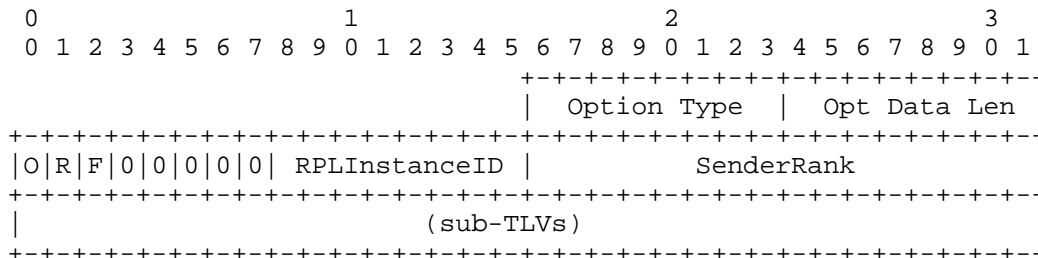 0                   1                   2                   3
 0 1 2 3 4 5 6 7 8 9 0 1 2 3 4 5 6 7 8 9 0 1 2 3 4 5 6 7 8 9 0 1
                                +-+-+-+-+-+-+-+-+-+-+-+-+-+-+-+--
                                |  Option Type  |  Opt Data Len
+-+-+-+-+-+-+-+-+-+-+-+-+-+-+-+-+-+-+-+-+-+-+-+-+-+-+-+-+-+-+-+--
|O|R|F|0|0|0|0|0| RPLInstanceID |          SenderRank
+-+-+-+-+-+-+-+-+-+-+-+-+-+-+-+-+-+-+-+-+-+-+-+-+-+-+-+-+-+-+-+--
|                         (sub-TLVs)
+-+-+-+-+-+-+-+-+-+-+-+-+-+-+-+-+-+-+-+-+-+-+-+-+-+-+-+-+-+-+-+--